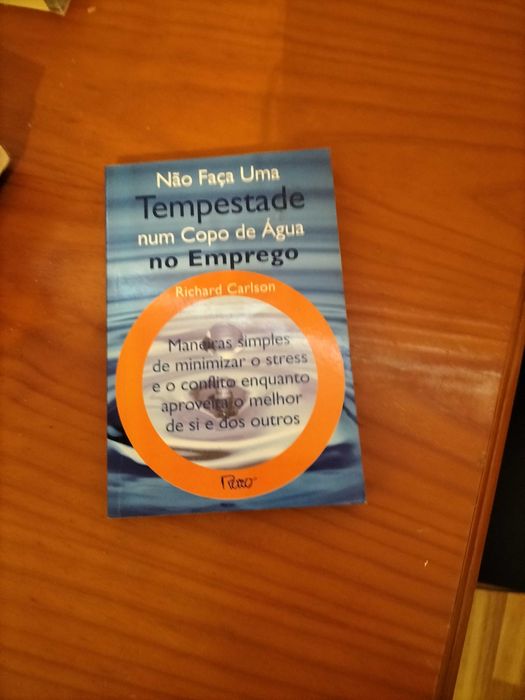 Não Faça Uma
Tempestade
num Copo de Água
no Emprego
Richard Carlson
Maneiras simples
de minimizar o stress
e o conflito enquanto
aproveita o melhor
de si e dos outros